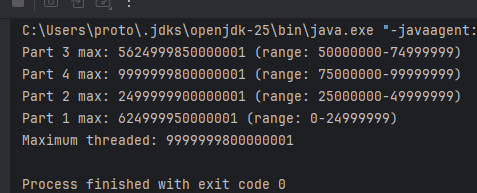 C:\Users\proto\.jdks\openjdk-25\bin\java.exe "-javaagent:
Part 3 max: 5624999850000001 (range: 50000000-74999999)
Part 4 max: 9999999800000001 (range: 75000000-99999999)
Part 2 max: 2499999900000001 (range: 25000000-49999999)
Part 1 max: 624999950000001 (range: 0-24999999)
Maximum threaded: 9999999800000001
Process finished with exit code 0